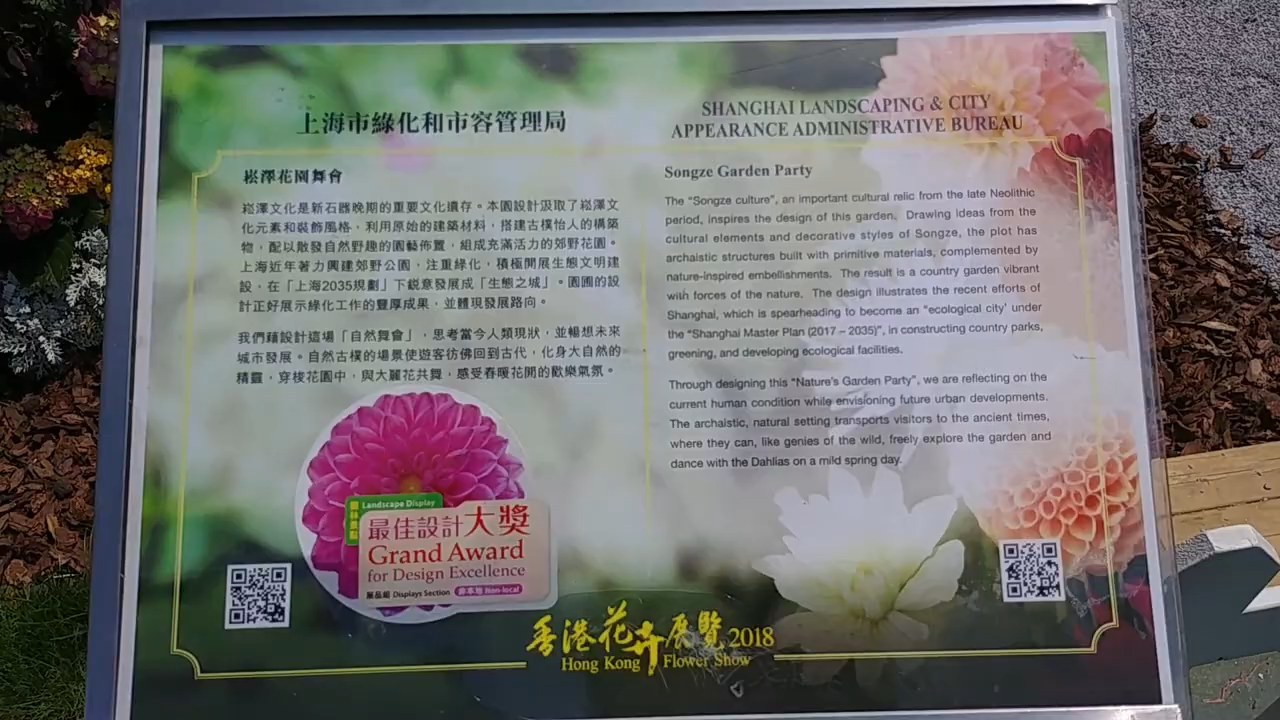 上海市綠化和市容管理局
崧澤花園舞會
崧澤文化是新石器晚期的重要文化遺存。本園設計汲取了崧澤文
化元素和裝飾風格，利用原始的建築材料，搭建古樸怡人的構築
物，配以散發自然野趣的園藝佈置，組成充滿活力的郊野花園。
上海近年著力興建郊野公園，注重綠化，積極開展生態文明建
設，在「上海2035規劃」下銳意發展成「生態之城」。園圃的設
計正好展示綠化工作的豐厚成果，並體現發展路向。
我們藉設計這場「自然舞會」，思考當今人類現狀，並暢想未來
城市發展。自然古樸的場景使遊客彷彿回到古代，化身大自然的
精靈，穿梭花園中，與大麗花共舞，感受春暖花開的歡樂氣氛。
SHANGHAI LANDSCAPING & CITY
APPEARANCE ADMINISTRATIVE BUREAU
Songze Garden Party
The “Songze culture”, an important cultural relic from the late Neolithic
period, inspires the design of this garden. Drawing ideas from the
cultural elements and decorative styles of Songze, the plot has
archaistic structures built with primitive materials, complemented by
nature-inspired embellishments. The result is a country garden vibrant
with forces of the nature. The design illustrates the recent efforts of
Shanghai, which is spearheading to become an “ecological city’ under
the “Shanghai Master Plan (2017 – 2035)”, in constructing country parks,
greening, and developing ecological facilities.
Through designing this “Nature’s Garden Party”, we are reflecting on the
current human condition while envisioning future urban developments.
The archaistic, natural setting transports visitors to the ancient times,
where they can, like genies of the wild, freely explore the garden and
dance with the Dahlias on a mild spring day.
園林景點
Landscape Display
最佳設計大獎
Grand Award
for Design Excellence
展品組 Displays Section 非本地 Non-local
香港花卉展覽2018
Hong Kong Flower Show